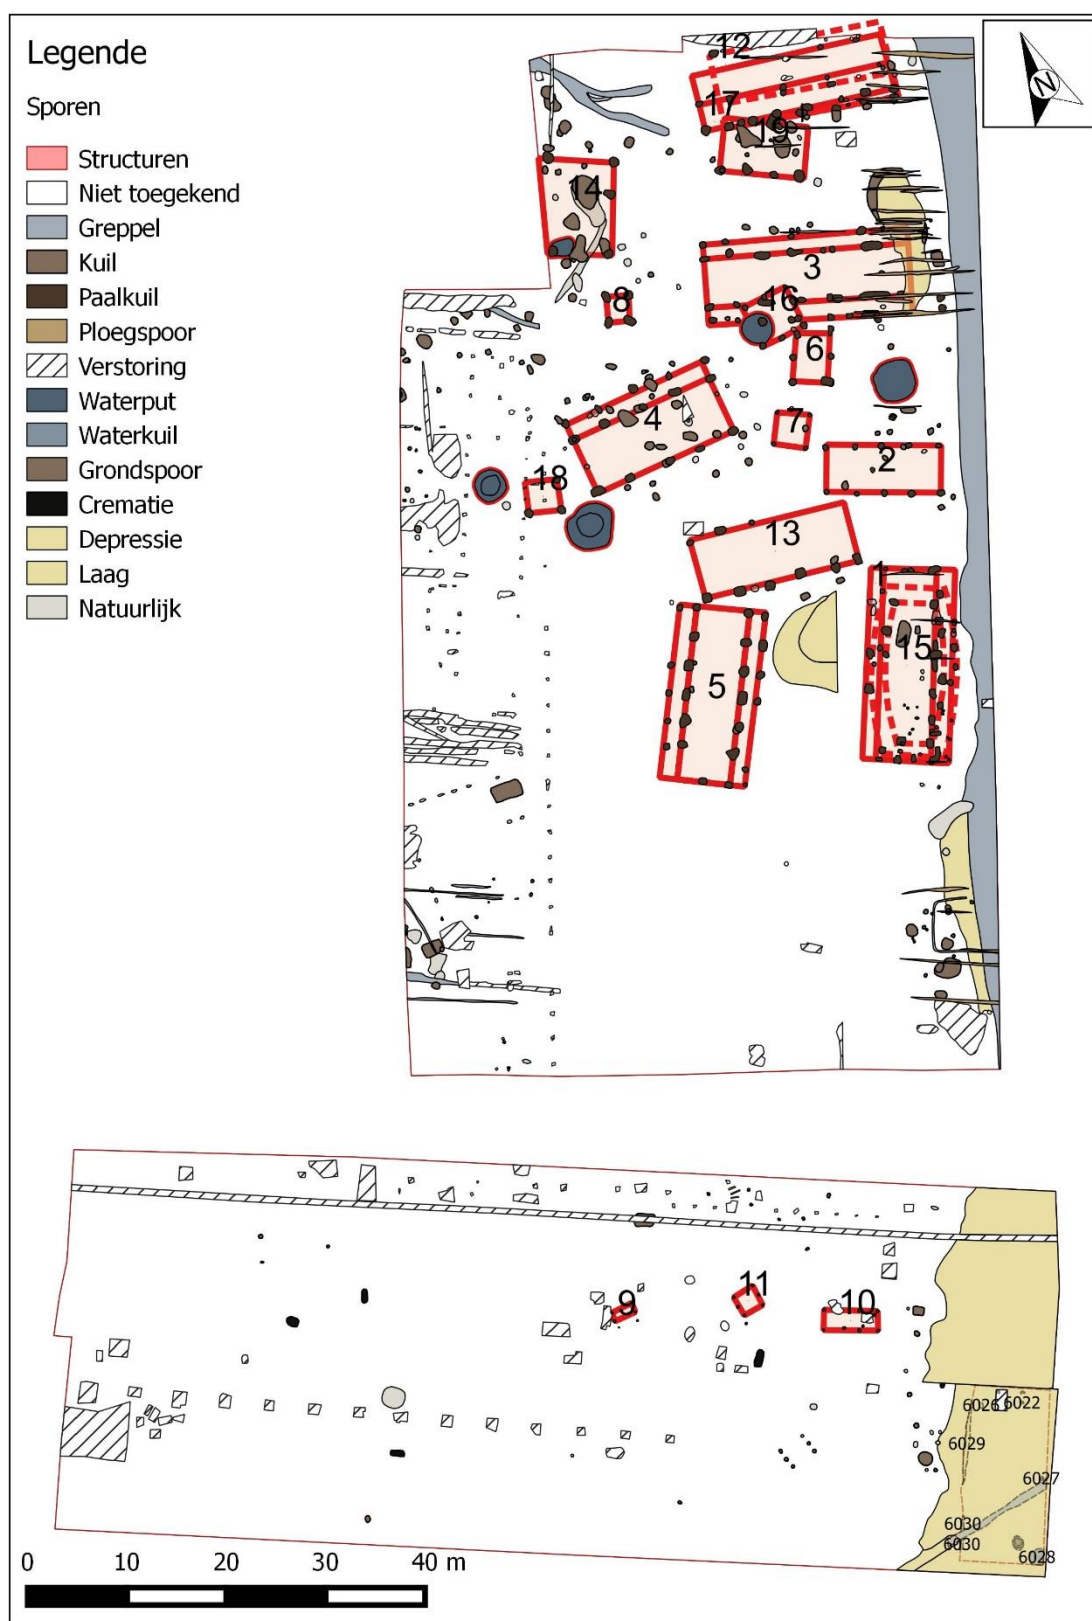 Legende
Sporen
Structuren
Niet toegekend
Greppel
Kuil
Paalkuil
Ploegspoor
Verstoring
Waterput
Waterkuil
Grondspoor
Crematie
Depressie
Laag
Natuurlijk
N
12
17
19
14
3
8
16
6
4
7
2
18
13
1
15
5
9
11
10
6026 6022
6029
6027
6030
6030
6028
0 10 20 30 40 m